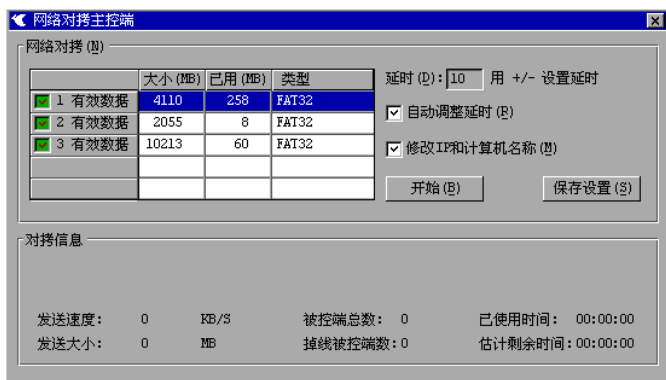 网络对拷主控端
网络对拷(N)
大小(MB) 已用(MB) 类型
1 有效数据 4110 258 FAT32
2 有效数据 2055 8 FAT32
3 有效数据 10213 60 FAT32
延时(D): 10 用 +/- 设置延时
自动调整延时(R)
修改IP和计算机名称(M)
开始(B) 保存设置(S)
对拷信息
发送速度: 0 KB/S 被控端总数: 0 已使用时间: 00:00:00
发送大小: 0 MB 掉线被控端数:0 估计剩余时间:00:00:00